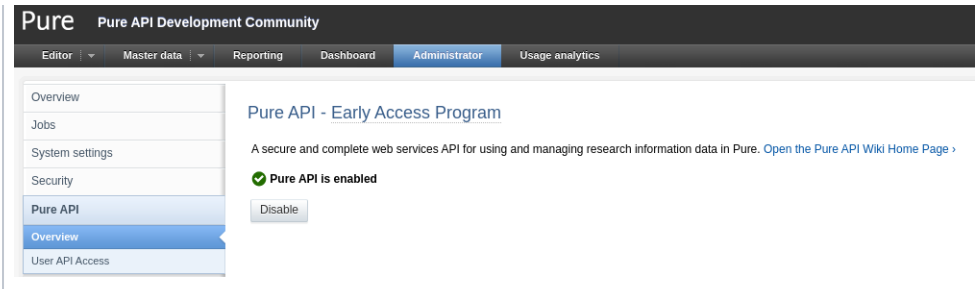 Pure Pure API Development Community
Editor Master data Reporting Dashboard Administrator Usage analytics
Overview
Jobs
System settings
Security
Pure API
Overview
User API Access
Pure API - Early Access Program
A secure and complete web services API for using and managing research information data in Pure. Open the Pure API Wiki Home Page ›
Pure API is enabled
Disable